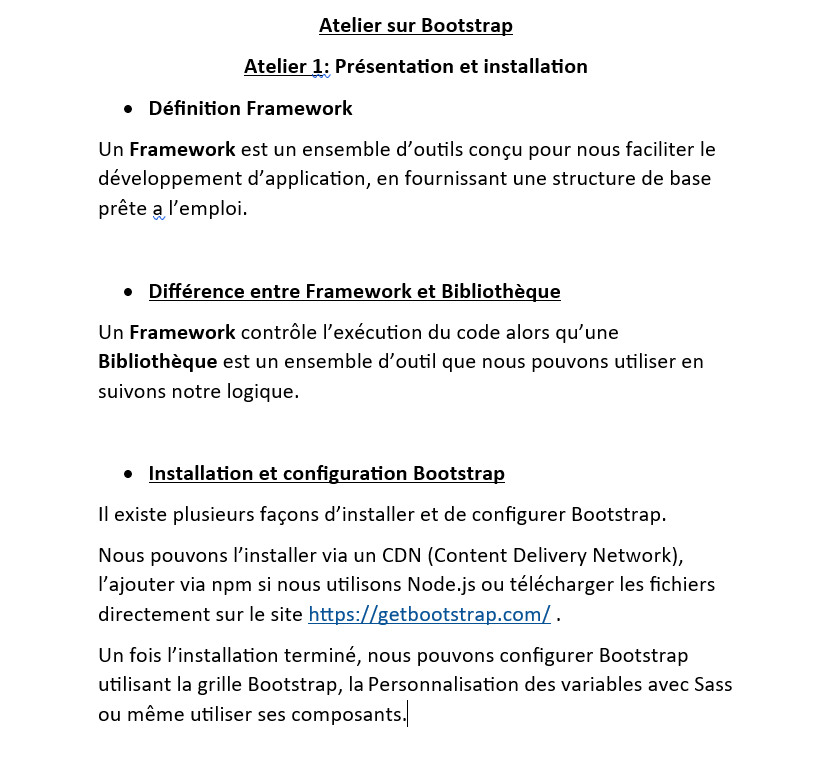 Atelier sur Bootstrap
Atelier 1: Présentation et installation
• Définition Framework
Un Framework est un ensemble d’outils conçu pour nous faciliter le
développement d’application, en fournissant une structure de base
prête a l’emploi.
• Différence entre Framework et Bibliothèque
Un Framework contrôle l’exécution du code alors qu’une
Bibliothèque est un ensemble d’outil que nous pouvons utiliser en
suivons notre logique.
• Installation et configuration Bootstrap
Il existe plusieurs façons d’installer et de configurer Bootstrap.
Nous pouvons l’installer via un CDN (Content Delivery Network),
l’ajouter via npm si nous utilisons Node.js ou télécharger les fichiers
directement sur le site https://getbootstrap.com/ .
Un fois l’installation terminé, nous pouvons configurer Bootstrap
utilisant la grille Bootstrap, la Personnalisation des variables avec Sass
ou même utiliser ses composants.